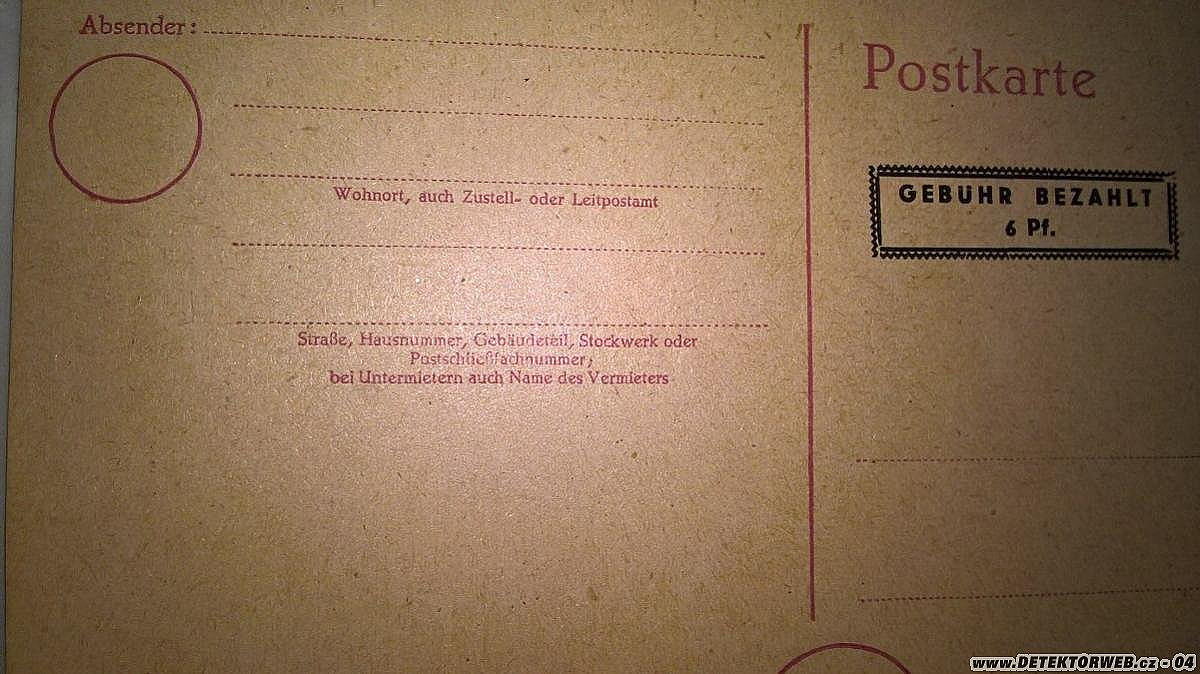 Absender:
Wohnort, auch Zustell- oder Leitpostamt
Straße, Hausnummer, Gebäudeteil, Stockwerk oder
Postschließfachnummer;
bei Untermietern auch Name des Vermieters
Postkarte
GEBÜHR BEZAHLT
6 Pf.
www.DETEKTORWEB.cz - 04